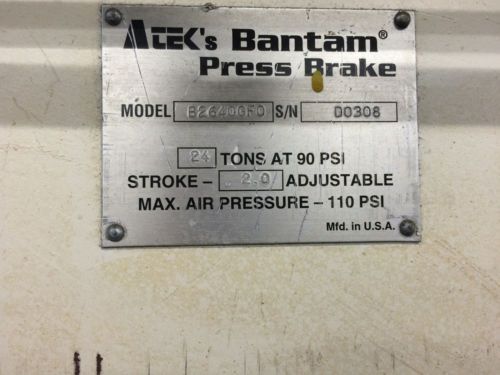 ATEK's Bantam®
Press Brake
MODEL B2640GFO S/N D0308
24 TONS AT 90 PSI
STROKE – 2.0 ADJUSTABLE
MAX. AIR PRESSURE – 110 PSI
Mfd. in U.S.A.